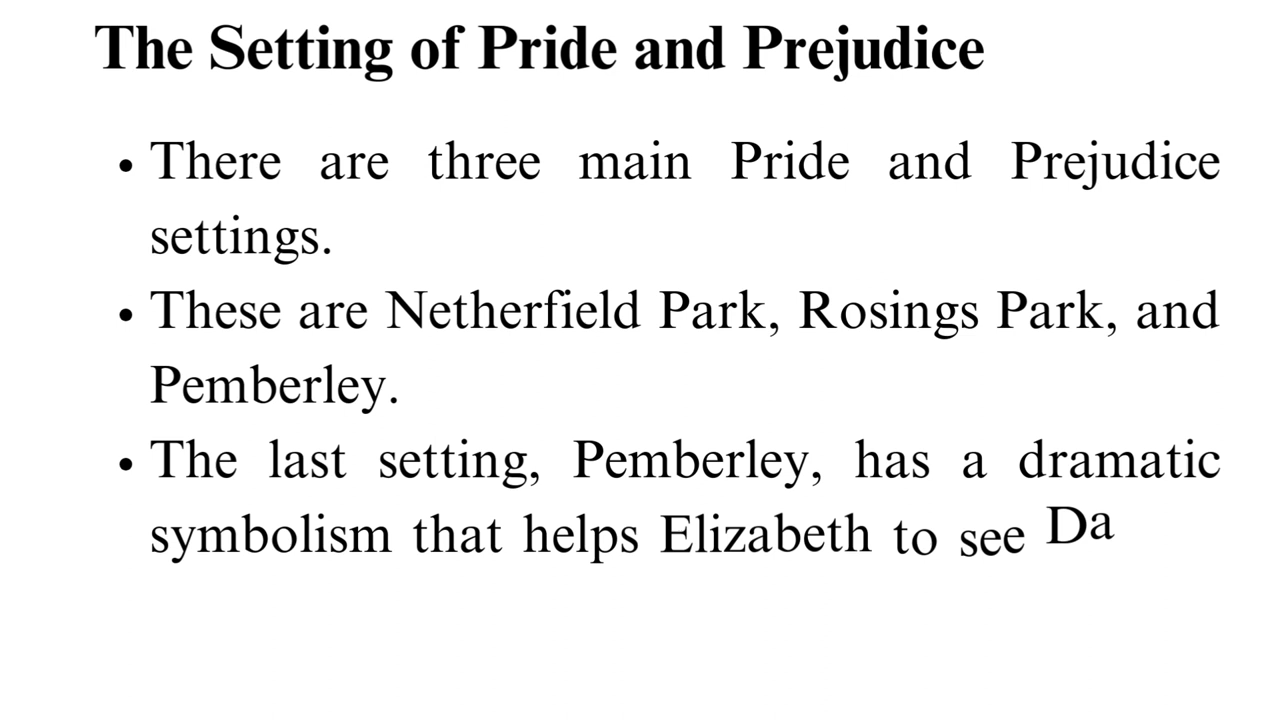 The Setting of Pride and Prejudice
• There are three main Pride and Prejudice
settings.
• These are Netherfield Park, Rosings Park, and
Pemberley.
• The last setting, Pemberley, has a dramatic
symbolism that helps Elizabeth to see Da